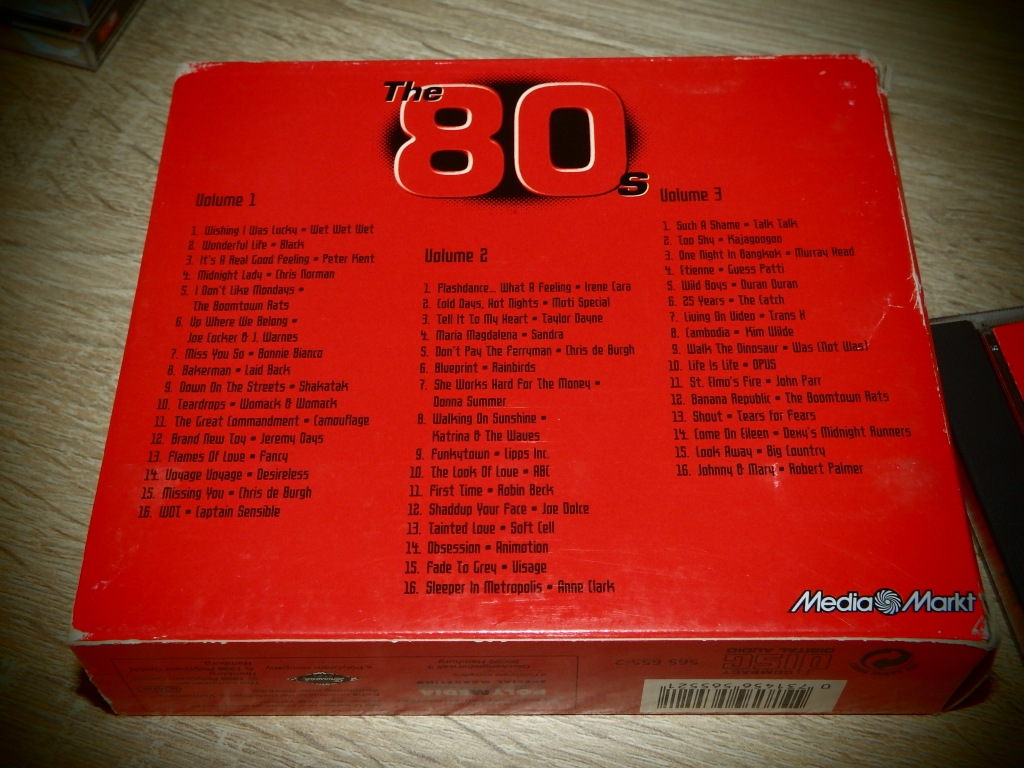 The 80s
Volume 1
1. Wishing I Was Lucky • Wet Wet Wet
2. Wonderful Life • Black
3. It's A Real Good Feeling • Peter Kent
4. Midnight Lady • Chris Norman
5. I Don't Like Mondays •
The Boomtown Rats
6. Up Where We Belong •
Joe Cocker & J. Warnes
7. Miss You So • Bonnie Bianco
8. Bakerman • Laid Back
9. Down On The Streets • Shakatak
10. Teardrops • Womack & Womack
11. The Great Commandment • Camouflage
12. Brand New Toy • Jeremy Days
13. Flames Of Love • Fancy
14. Voyage Voyage • Desireless
15. Missing You • Chris de Burgh
16. WOT • Captain Sensible
Volume 2
1. Flashdance... What A Feeling • Irene Cara
2. Cold Days, Hot Nights • Moti Special
3. Tell It To My Heart • Taylor Dayne
4. Maria Magdalena • Sandra
5. Don't Pay The Ferryman • Chris de Burgh
6. Blueprint • Rainbirds
7. She Works Hard For The Money •
Donna Summer
8. Walking On Sunshine •
Katrina & The Waves
9. Funkytown • Lipps Inc.
10. The Look Of Love • ABC
11. First Time • Robin Beck
12. Shaddup Your Face • Joe Dolce
13. Tainted Love • Soft Cell
14. Obsession • Animotion
15. Fade To Grey • Visage
16. Sleeper In Metropolis • Anne Clark
Volume 3
1. Such A Shame • Talk Talk
2. Too Shy • Kajagoogoo
3. One Night In Bangkok • Murray Head
4. Etienne • Guess Patti
5. Wild Boys • Duran Duran
6. 25 Years • The Catch
7. Living On Video • Trans X
8. Cambodia • Kim Wilde
9. Walk The Dinosaur • Was (Not Was)
10. Life Is Life • OPUS
11. St. Elmo's Fire • John Parr
12. Banana Republic • The Boomtown Rats
13. Shout • Tears for Fears
14. Come On Eileen • Dexy's Midnight Runners
15. Look Away • Big Country
16. Johnny & Mary • Robert Palmer
Media Markt
COMPACT
disc
DIGITAL AUDIO
565 655-2
POLYMEDIA
SPECIAL MARKETING